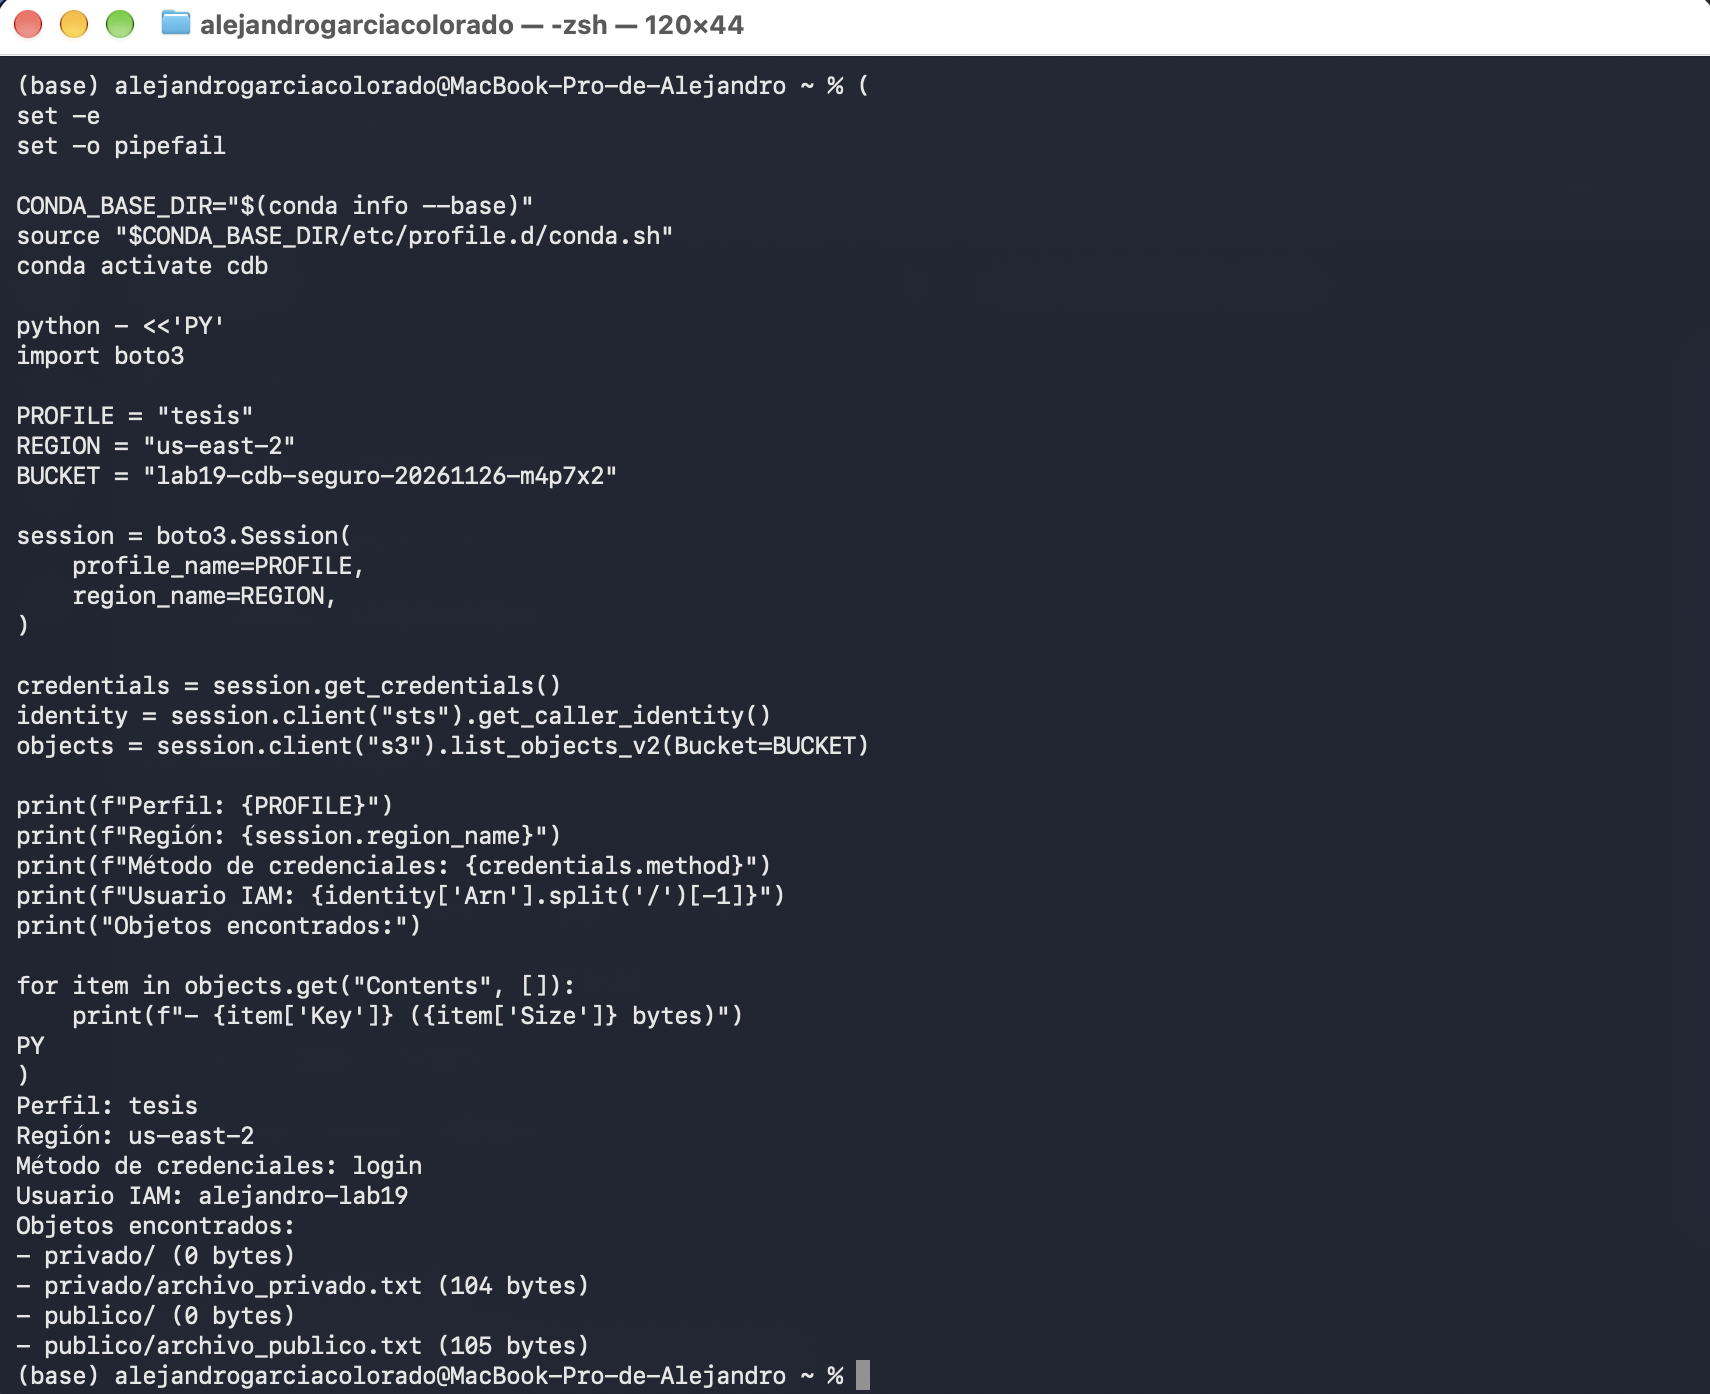 alejandrogarciacolorado — -zsh — 120×44
(base) alejandrogarciacolorado@MacBook-Pro-de-Alejandro ~ % (
set -e
set -o pipefail

CONDA_BASE_DIR="$(conda info --base)"
source "$CONDA_BASE_DIR/etc/profile.d/conda.sh"
conda activate cdb

python - <<'PY'
import boto3

PROFILE = "tesis"
REGION = "us-east-2"
BUCKET = "lab19-cdb-seguro-20261126-m4p7x2"

session = boto3.Session(
    profile_name=PROFILE,
    region_name=REGION,
)

credentials = session.get_credentials()
identity = session.client("sts").get_caller_identity()
objects = session.client("s3").list_objects_v2(Bucket=BUCKET)

print(f"Perfil: {PROFILE}")
print(f"Región: {session.region_name}")
print(f"Método de credenciales: {credentials.method}")
print(f"Usuario IAM: {identity['Arn'].split('/')[-1]}")
print("Objetos encontrados:")

for item in objects.get("Contents", []):
    print(f"- {item['Key']} ({item['Size']} bytes)")
PY
)
Perfil: tesis
Región: us-east-2
Método de credenciales: login
Usuario IAM: alejandro-lab19
Objetos encontrados:
- privado/ (0 bytes)
- privado/archivo_privado.txt (104 bytes)
- publico/ (0 bytes)
- publico/archivo_publico.txt (105 bytes)
(base) alejandrogarciacolorado@MacBook-Pro-de-Alejandro ~ %